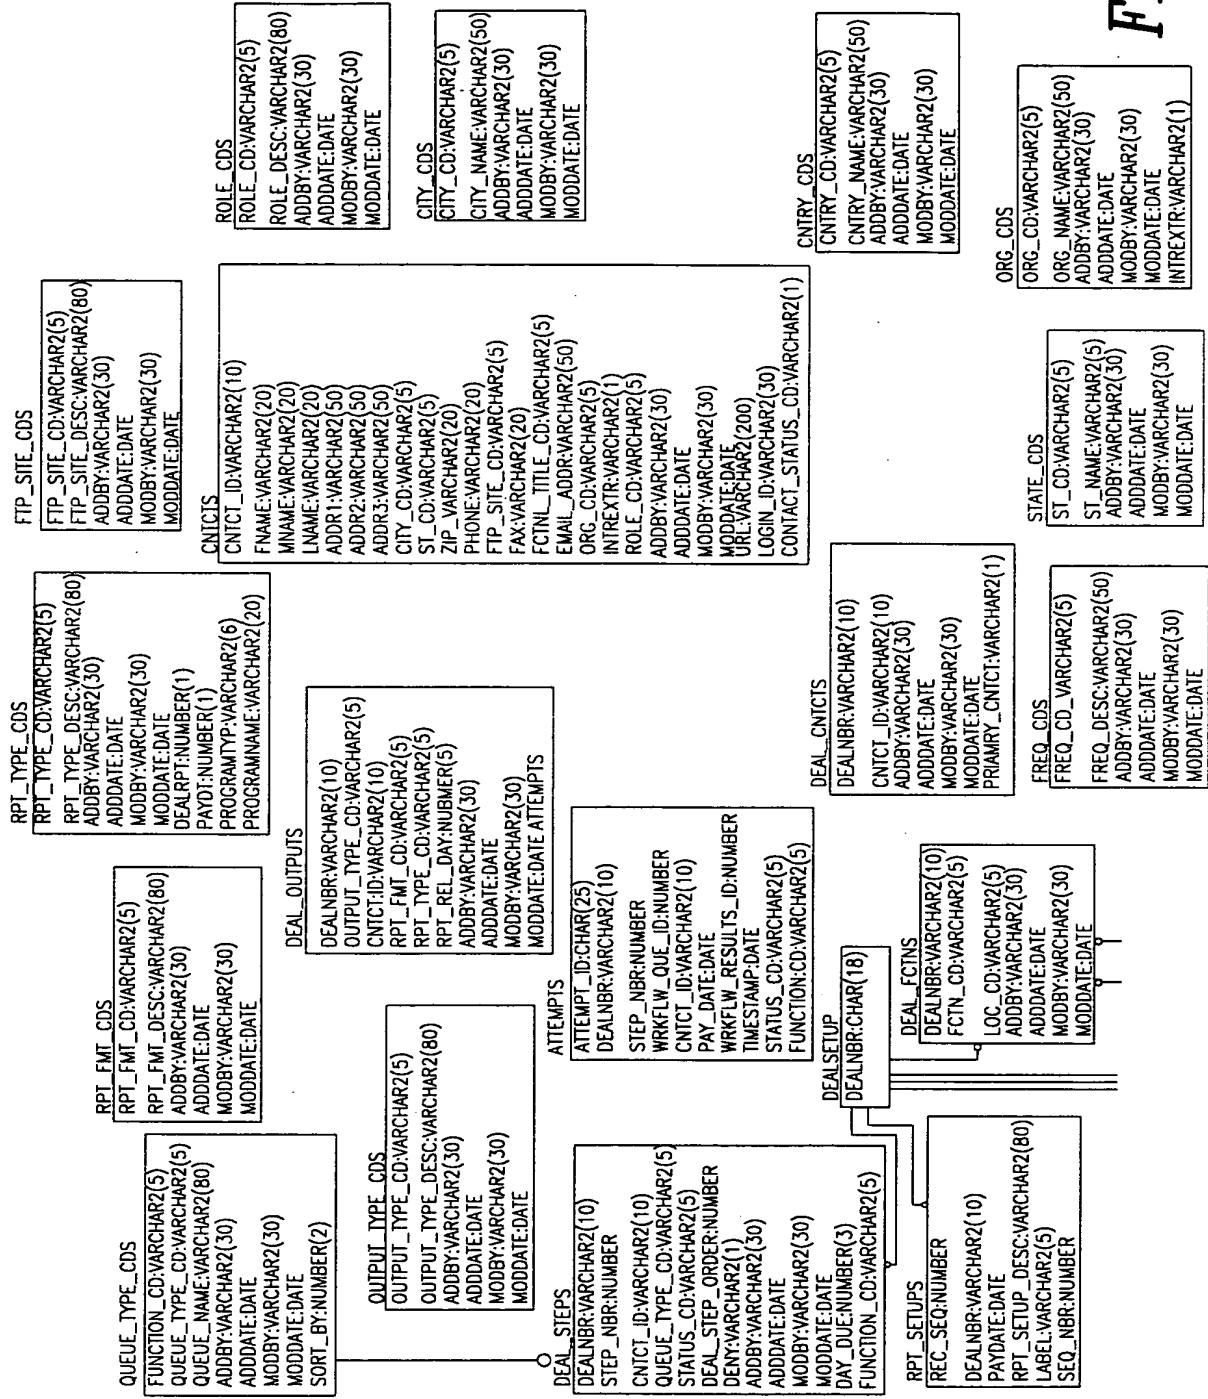 QUEUE_TYPE_CDS
FUNCTION_CD:VARCHAR2(5)
QUEUE_TYPE_CD:VARCHAR2(5)
QUEUE_NAME:VARCHAR2(80)
ADDBY:VARCHAR2(30)
ADDDATE:DATE
MODBY:VARCHAR2(30)
MODDATE:DATE
SORT_BY:NUMBER(2)
RPT_FMT_CDS
RPT_FMT_CD:VARCHAR2(5)
RPT_FMT_DESC:VARCHAR2(80)
ADDBY:VARCHAR2(30)
ADDDATE:DATE
MODBY:VARCHAR2(30)
MODDATE:DATE
RPT_TYPE_CDS
RPT_TYPE_CD:VARCHAR2(5)
RPT_TYPE_DESC:VARCHAR2(80)
ADDBY:VARCHAR2(30)
ADDDATE:DATE
MODBY:VARCHAR2(30)
MODDATE:DATE
DEALRPT:NUMBER(1)
PAYDT:NUMBER(1)
PROGRAMTYP:VARCHAR2(6)
PROGRAMNAME:VARCHAR2(20)
FTP_SITE_CDS
FTP_SITE_CD:VARCHAR2(5)
FTP_SITE_DESC:VARCHAR2(80)
ADDBY:VARCHAR2(30)
ADDDATE:DATE
MODBY:VARCHAR2(30)
MODDATE:DATE
ROLE_CDS
ROLE_CD:VARCHAR2(5)
ROLE_DESC:VARCHAR2(80)
ADDBY:VARCHAR2(30)
ADDDATE:DATE
MODBY:VARCHAR2(30)
MODDATE:DATE
OUTPUT_TYPE_CDS
OUTPUT_TYPE_CD:VARCHAR2(5)
OUTPUT_TYPE_DESC:VARCHAR2(80)
ADDBY:VARCHAR2(30)
ADDDATE:DATE
MODBY:VARCHAR2(30)
MODDATE:DATE
DEAL_OUTPUTS
DEALNBR:VARCHAR2(10)
OUTPUT_TYPE_CD:VARCHAR2(5)
CNTCT:ID:VARCHAR2(10)
RPT_FMT_CD:VARCHAR2(5)
RPT_TYPE_CD:VARCHAR2(5)
RPT_REL_DAY:NUBMER(5)
ADDBY:VARCHAR2(30)
ADDDATE:DATE
MODBY:VARCHAR2(30)
MODDATE:DATE ATTEMPTS
CNTCTS
CNTCT_ID:VARCHAR2(10)
FNAME:VARCHAR2(20)
MNAME:VARCHAR2(20)
LNAME:VARCHAR2(20)
ADDR1:VARCHAR2(50)
ADDR2:VARCHAR2(50)
ADDR3:VARCHAR2(50)
CITY_CD:VARCHAR2(5)
ST_CD:VARCHAR2(5)
ZIP_VARCHAR2(20)
PHONE:VARCHAR2(20)
FTP_SITE_CD:VARCHAR2(5)
FAX:VARCHAR2(20)
FCTNL_TITLE_CD:VARCHAR2(5)
EMAIL_ADDR:VARCHAR2(50)
ORG_CD:VARCHAR2(5)
INTREXTR:VARCHAR2(1)
ROLE_CD:VARCHAR2(5)
ADDBY:VARCHAR2(30)
ADDDATE:DATE
MODBY:VARCHAR2(30)
MODDATE:DATE
URL:VARCHAR2(200)
LOGIN_ID:VARCHAR2(30)
CONTACT_STATUS_CD:VARCHAR2(1)
CITY_CDS
CITY_CD:VARCHAR2(5)
CITY_NAME:VARCHAR2(50)
ADDBY:VARCHAR2(30)
ADDDATE:DATE
MODBY:VARCHAR2(30)
MODDATE:DATE
DEAL_STEPS
DEALNBR:VARCHAR2(10)
STEP_NBR:NUMBER
CNTCT_ID:VARCHAR2(10)
QUEUE_TYPE_CD:VARCHAR2(5)
STATUS_CD:VARCHAR2(5)
DEAL_STEP_ORDER:NUMBER
DENY:VARCHAR2(1)
ADDBY:VARCHAR2(30)
ADDDATE:DATE
MODBY:VARCHAR2(30)
MODDATE:DATE
DAY_DUE:NUMBER(3)
FUNCTION_CD:VARCHAR2(5)
ATTEMPTS
ATTEMPT_ID:CHAR(25)
DEALNBR:VARCHAR2(10)
STEP_NBR:NUMBER
WRKFLW_QUE_ID:NUMBER
CNTCT_ID:VARCHAR2(10)
PAY_DATE:DATE
WRKFLW_RESULTS_ID:NUMBER
TIMESTAMP:DATE
STATUS_CD:VARCHAR2(5)
FUNCTION:CD:VARCHAR2(5)
DEALSETUP
DEALNBR:CHAR(18)
DEAL_CNTCTS
DEALNBR:VARCHAR2(10)
CNTCT_ID:VARCHAR2(10)
ADDBY:VARCHAR2(30)
ADDDATE:DATE
MODBY:VARCHAR2(30)
MODDATE:DATE
PRIAMRY_CNTCT:VARCHAR2(1)
CNTRY_CDS
CNTRY_CD:VARCHAR2(5)
CNTRY_NAME:VARCHAR2(50)
ADDBY:VARCHAR2(30)
ADDDATE:DATE
MODBY:VARCHAR2(30)
MODDATE:DATE
RPT_SETUPS
REC_SEQ:NUMBER
DEALNBR:VARCHAR2(10)
PAYDATE:DATE
RPT_SETUP_DESC:VARCHAR2(80)
LABEL:VARCHAR2(5)
SEQ_NBR:NUMBER
DEAL_FCTNS
DEALNBR:VARCHAR2(10)
FCTN_CD:VARCHAR2(5)
LOC_CD:VARCHAR2(5)
ADDBY:VARCHAR2(30)
ADDDATE:DATE
MODBY:VARCHAR2(30)
MODDATE:DATE
FREQ_CDS
FREQ_CD_VARCHAR2(5)
FREQ_DESC:VARCHAR2(50)
ADDBY:VARCHAR2(30)
ADDDATE:DATE
MODBY:VARCHAR2(30)
MODDATE:DATE
STATE_CDS
ST_CD:VARCHAR2(5)
ST_NAME:VARCHAR2(5)
ADDBY:VARCHAR2(30)
ADDDATE:DATE
MODBY:VARCHAR2(30)
MODDATE:DATE
ORG_CDS
ORG_CD:VARCHAR2(5)
ORG_NAME:VARCHAR2(50)
ADDBY:VARCHAR2(30)
ADDDATE:DATE
MODBY:VARCHAR2(30)
MODDATE:DATE
INTREXTR:VARCHAR2(1)